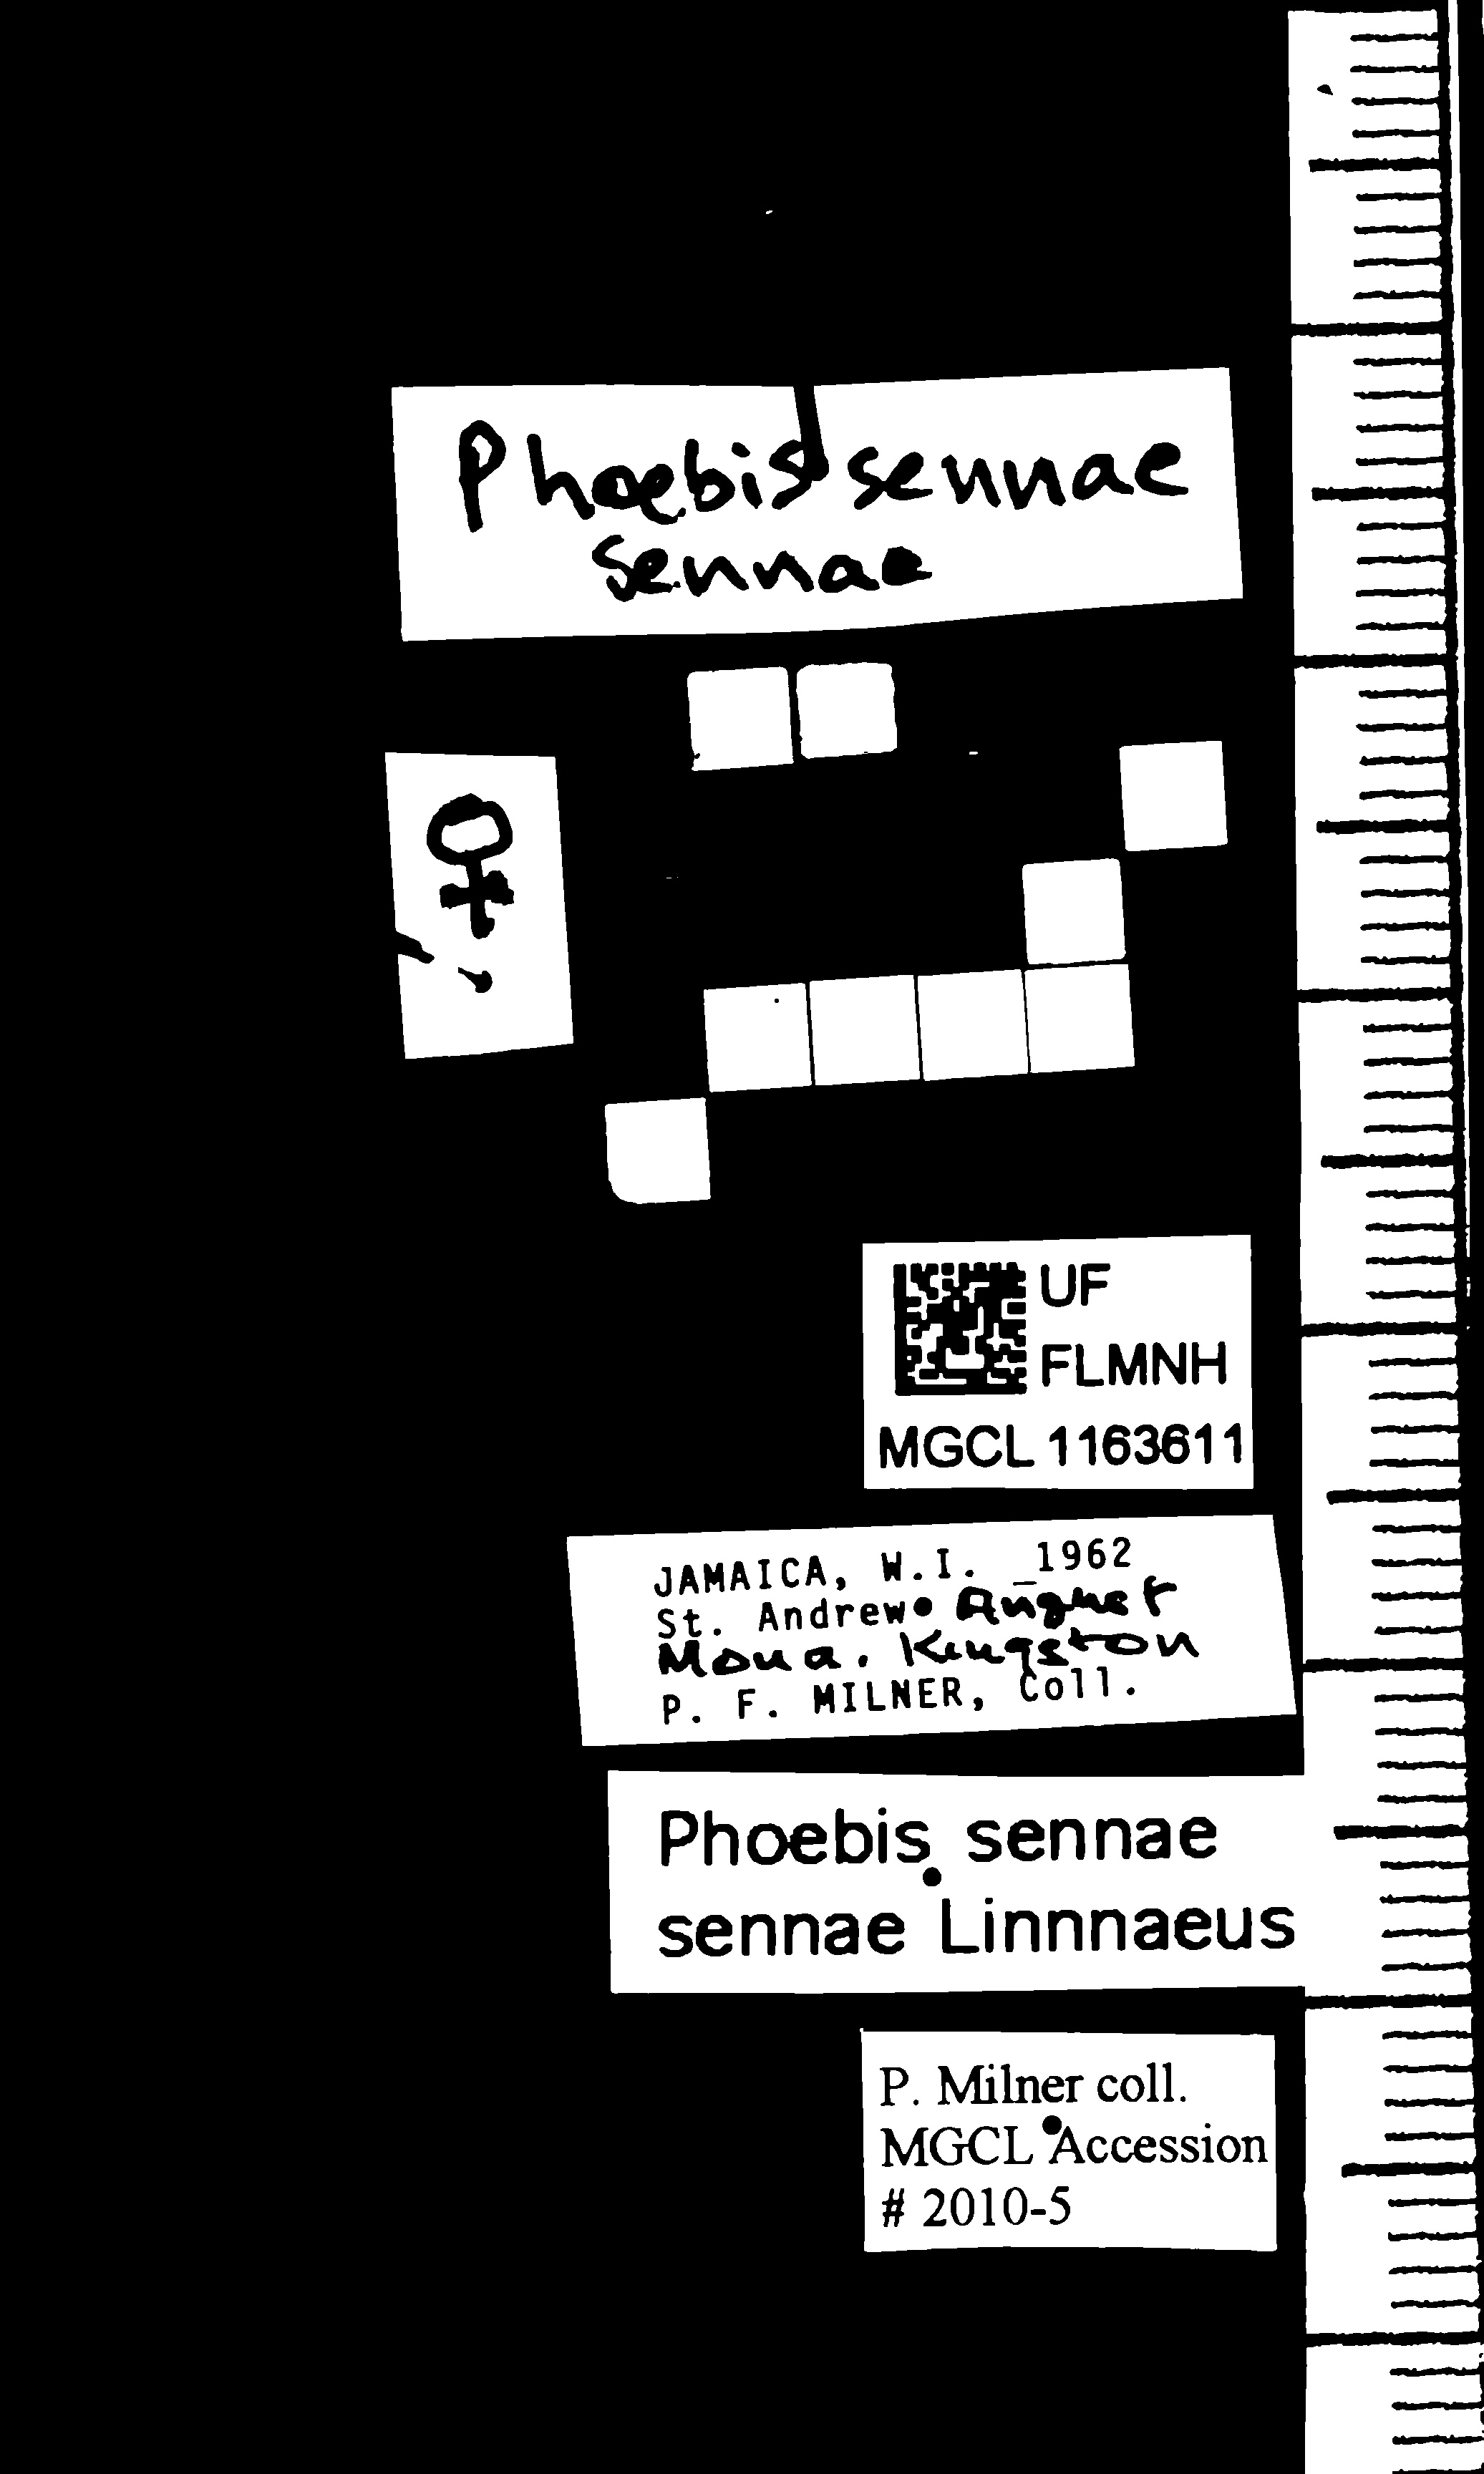 Phoebis sennae
sennae
♀
UF
FLMNH
MGCL 1163611
JAMAICA, W.I. _1962
St. Andrew August
Mona. Kingston
P. F. MILNER, Coll.
Phoebis sennae
sennae Linnnaeus
P. Milner coll.
MGCL Accession
# 2010-5